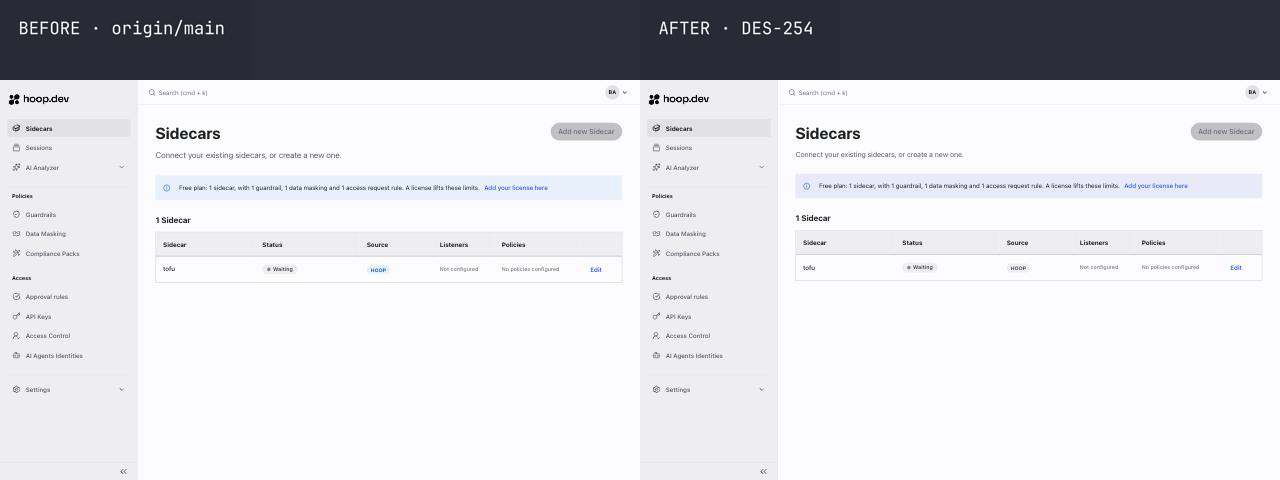 BEFORE · origin/main
AFTER · DES-254
hoop.dev
Search (cmd + k)
BA
Sidecars
Sessions
AI Analyzer
Policies
Guardrails
Data Masking
Compliance Packs
Access
Approval rules
API Keys
Access Control
AI Agents Identities
Settings
Sidecars
Add new Sidecar
Connect your existing sidecars, or create a new one.
Free plan: 1 sidecar, with 1 guardrail, 1 data masking and 1 access request rule. A license lifts these limits. Add your license here
1 Sidecar
Sidecar Status Source Listeners Policies
tofu Waiting HOOP Not configured No policies configured Edit
hoop.dev
Search (cmd + k)
BA
Sidecars
Sessions
AI Analyzer
Policies
Guardrails
Data Masking
Compliance Packs
Access
Approval rules
API Keys
Access Control
AI Agents Identities
Settings
Sidecars
Add new Sidecar
Connect your existing sidecars, or create a new one.
Free plan: 1 sidecar, with 1 guardrail, 1 data masking and 1 access request rule. A license lifts these limits. Add your license here
1 Sidecar
Sidecar Status Source Listeners Policies
tofu Waiting HOOP Not configured No policies configured Edit